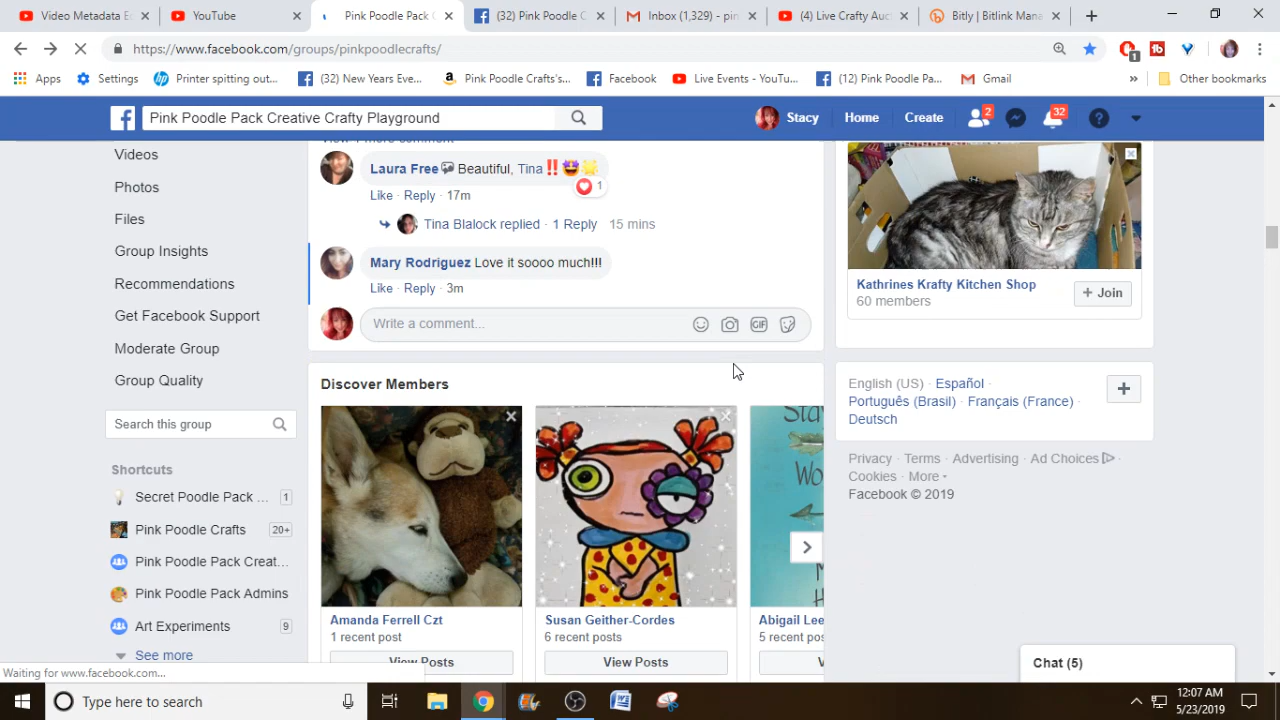 Video Metadata E
YouTube
Pink Poodle Pack C
(32) Pink Poodle C
Inbox (1,329) - pin
(4) Live Crafty Auc
Bitly | Bitlink Mana
https://www.facebook.com/groups/pinkpoodlecrafts/
1
Apps
Settings
Printer spitting out...
(32) New Years Eve...
Pink Poodle Crafts's...
Facebook
Live Events - YouTu...
(12) Pink Poodle Pa...
Gmail
»
Other bookmarks
Pink Poodle Pack Creative Crafty Playground
Stacy
Home
Create
2
32
View 1 more comment
Videos
Photos
Files
Group Insights
Recommendations
Get Facebook Support
Moderate Group
Group Quality
Search this group
Shortcuts
Secret Poodle Pack ... 1
Pink Poodle Crafts 20+
Pink Poodle Pack Creat...
Pink Poodle Pack Admins
Art Experiments 9
See more
Laura Free Beautiful, Tina ‼️🤩🌟
1
Like · Reply · 17m
Tina Blalock replied · 1 Reply 15 mins
Mary Rodriguez Love it soooo much!!!
Like · Reply · 3m
Write a comment...
GIF
Discover Members
Amanda Ferrell Czt
1 recent post
View Posts
Susan Geither-Cordes
6 recent posts
View Posts
Abigail Lee
5 recent pos
Kathrines Krafty Kitchen Shop
60 members
+ Join
English (US) · Español ·
Português (Brasil) · Français (France) ·
Deutsch
Privacy · Terms · Advertising · Ad Choices ·
Cookies · More
Facebook © 2019
Chat (5)
Waiting for www.facebook.com...
Type here to search
12:07 AM
5/23/2019